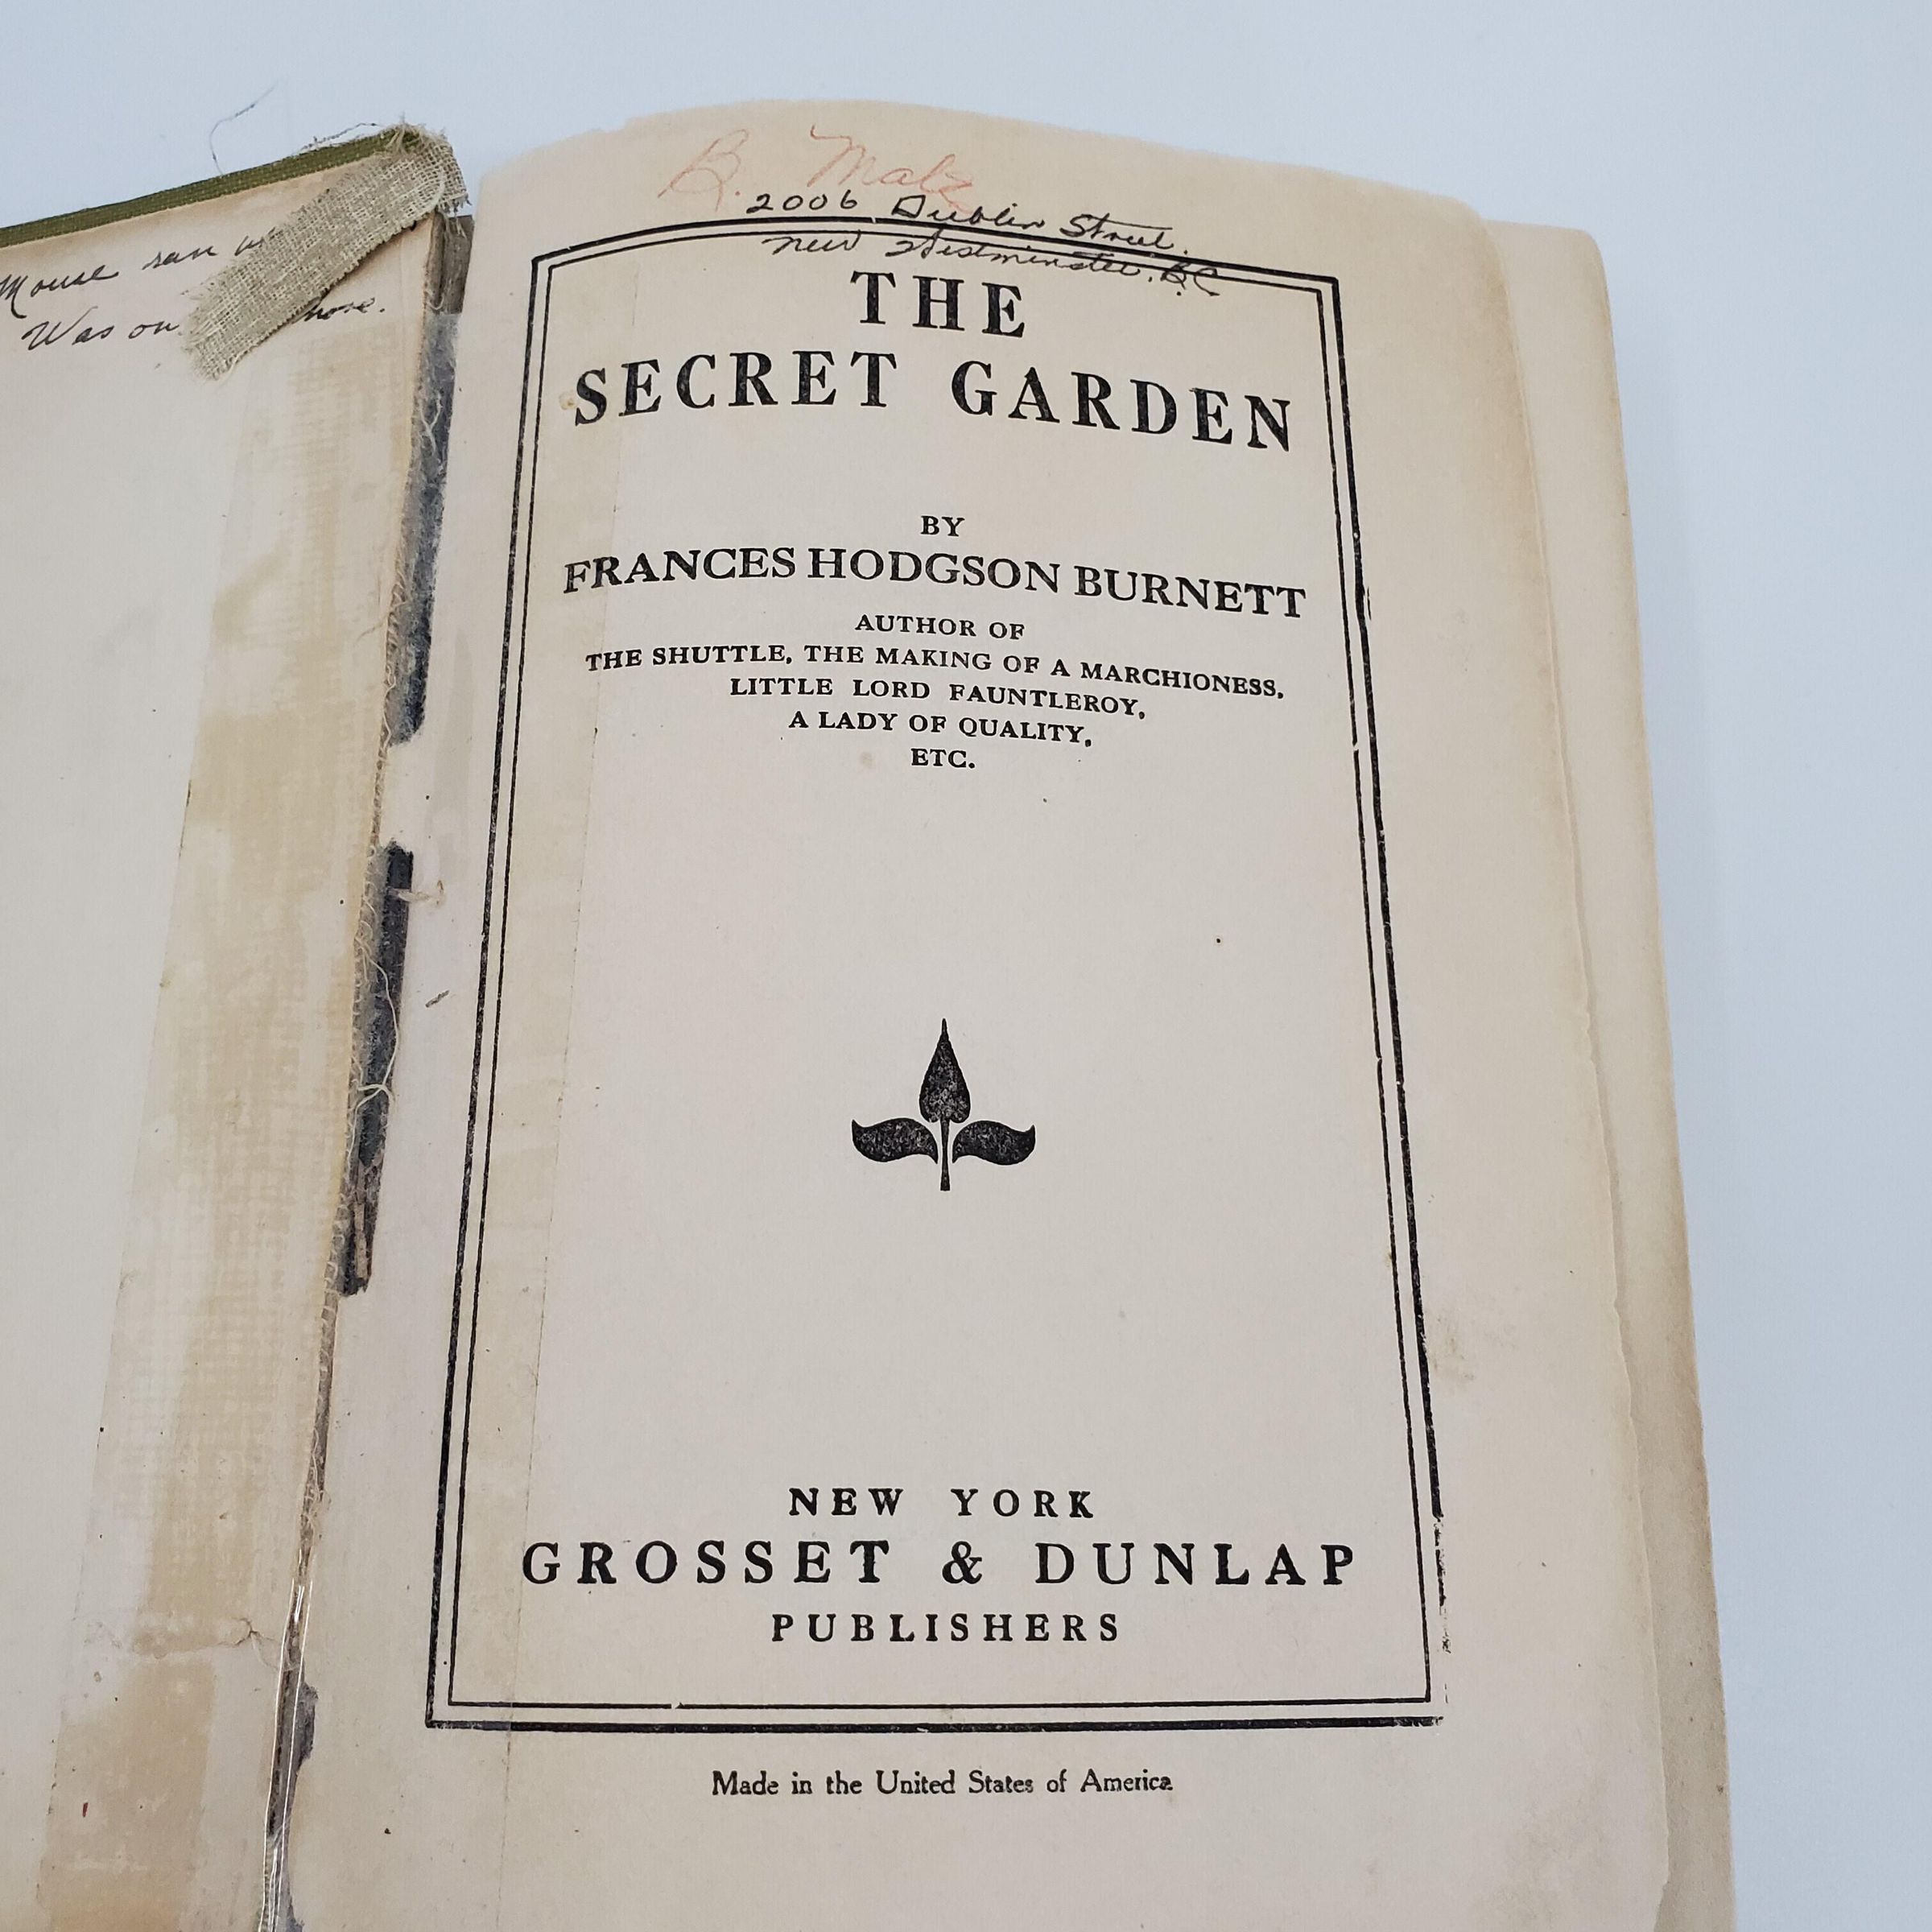 Mouse ran
Was on
B. Malz
2006 Dublin Street.
New Westminster. B.C.
THE
SECRET GARDEN
BY
FRANCES HODGSON BURNETT
AUTHOR OF
THE SHUTTLE, THE MAKING OF A MARCHIONESS,
LITTLE LORD FAUNTLEROY,
A LADY OF QUALITY,
ETC.
NEW YORK
GROSSET & DUNLAP
PUBLISHERS
Made in the United States of America